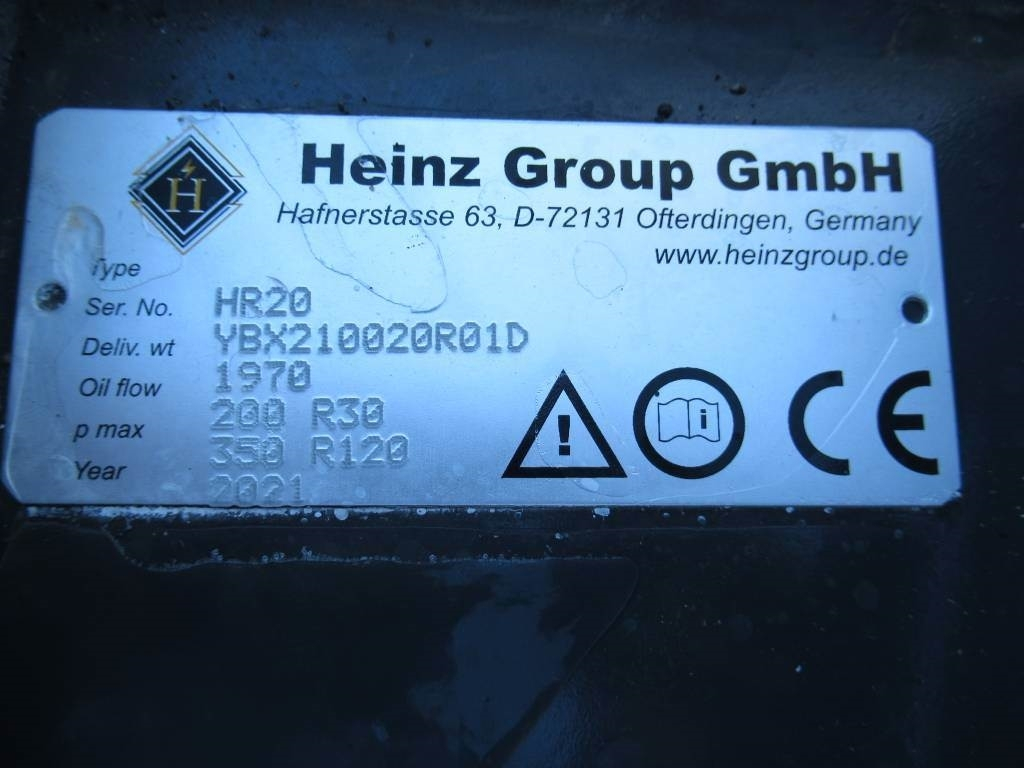 H
Heinz Group GmbH
Hafnerstasse 63, D-72131 Ofterdingen, Germany
www.heinzgroup.de
Type HR20
Ser. No. YBX210020R01D
Deliv. wt 1970
Oil flow 200 R30
p max 350 R120
Year 2021
!
i
CE